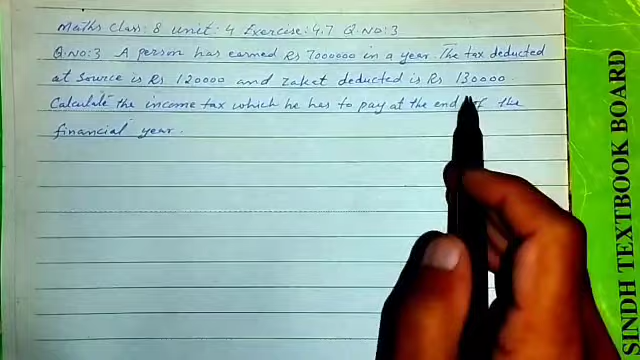 Maths Class: 8 Unit: 4 Exercise: 4.7 Q.NO: 3
Q.NO:3 A person has earned Rs 7000000 in a year. The tax deducted
at Source is Rs 120000 and Zaket deducted is Rs 130000.
Calculate the income tax which he has to pay at the end of the
financial year.
SINDH TEXTBOOK BOARD